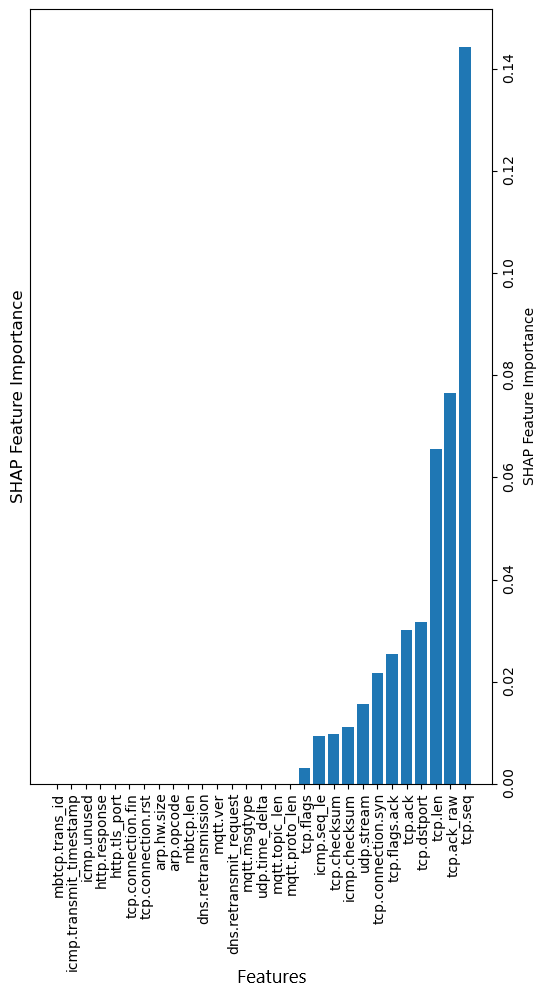 SHAP Feature Importance
0.00
0.02
0.04
0.06
0.08
0.10
0.12
0.14
SHAP Feature Importance
mbtcp.trans_id
icmp.transmit_timestamp
icmp.unused
http.response
http.tls_port
tcp.connection.fin
tcp.connection.rst
arp.hw.size
arp.opcode
mbtcp.len
dns.retransmission
mqtt.ver
dns.retransmit_request
mqtt.msgtype
udp.time_delta
mqtt.topic_len
mqtt.proto_len
tcp.flags
icmp.seq_le
tcp.checksum
icmp.checksum
udp.stream
tcp.connection.syn
tcp.flags.ack
tcp.ack
tcp.dstport
tcp.len
tcp.ack_raw
tcp.seq
Features